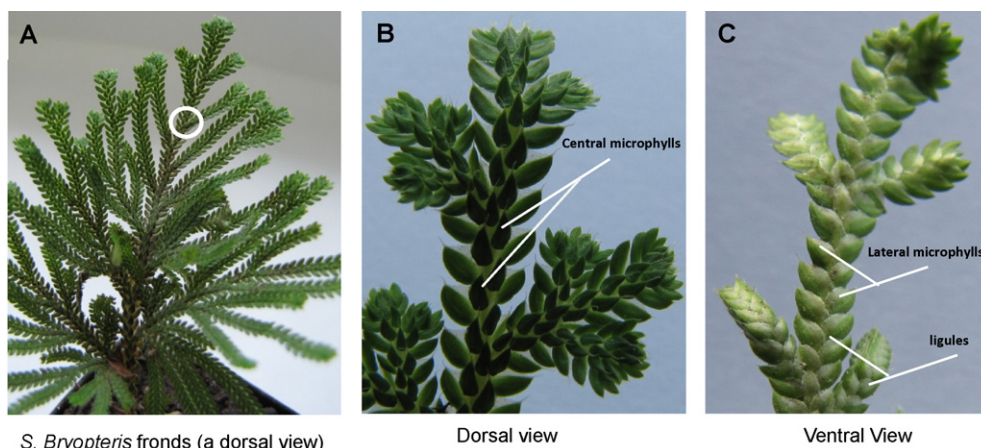 A
B
C
Central microphylls
Lateral microphylls
ligules
S. Bryopteris fronds (a dorsal view)
Dorsal view
Ventral View